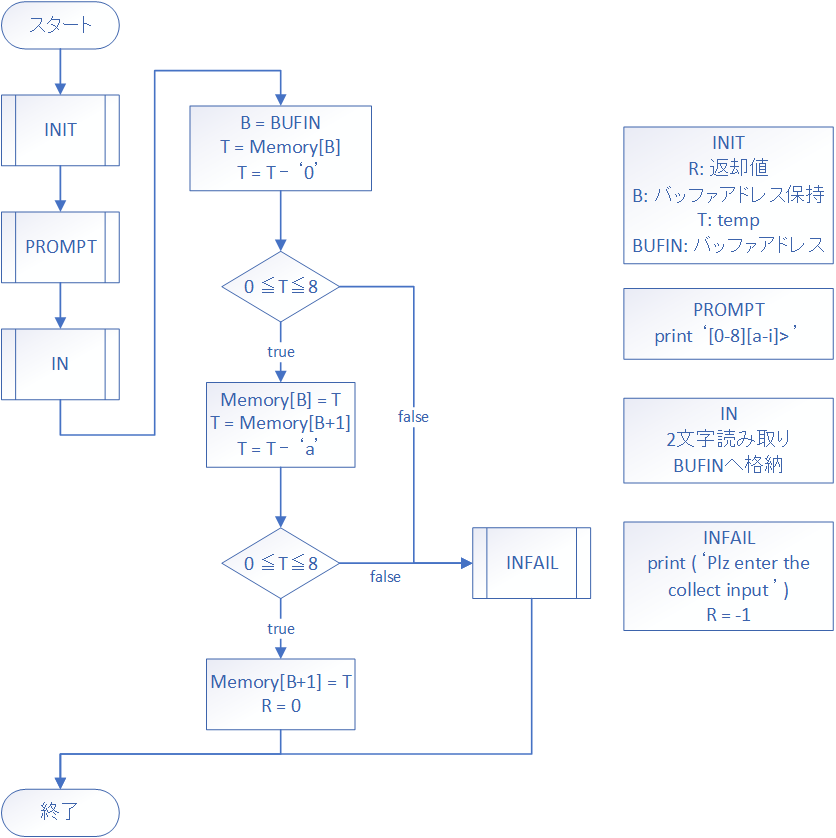 スタート
INIT
PROMPT
IN
B = BUFIN
T = Memory[B]
T = T – ‘0’
0 ≦T≦8
true
false
Memory[B] = T
T = Memory[B+1]
T = T – ‘a’
0 ≦T≦8
true
false
INFAIL
Memory[B+1] = T
R = 0
終了
INIT
R: 返却値
B: バッファアドレス保持
T: temp
BUFIN: バッファアドレス
PROMPT
print ‘[0-8][a-i]>’
IN
2文字読み取り
BUFINへ格納
INFAIL
print (‘Plz enter the
collect input’)
R = -1